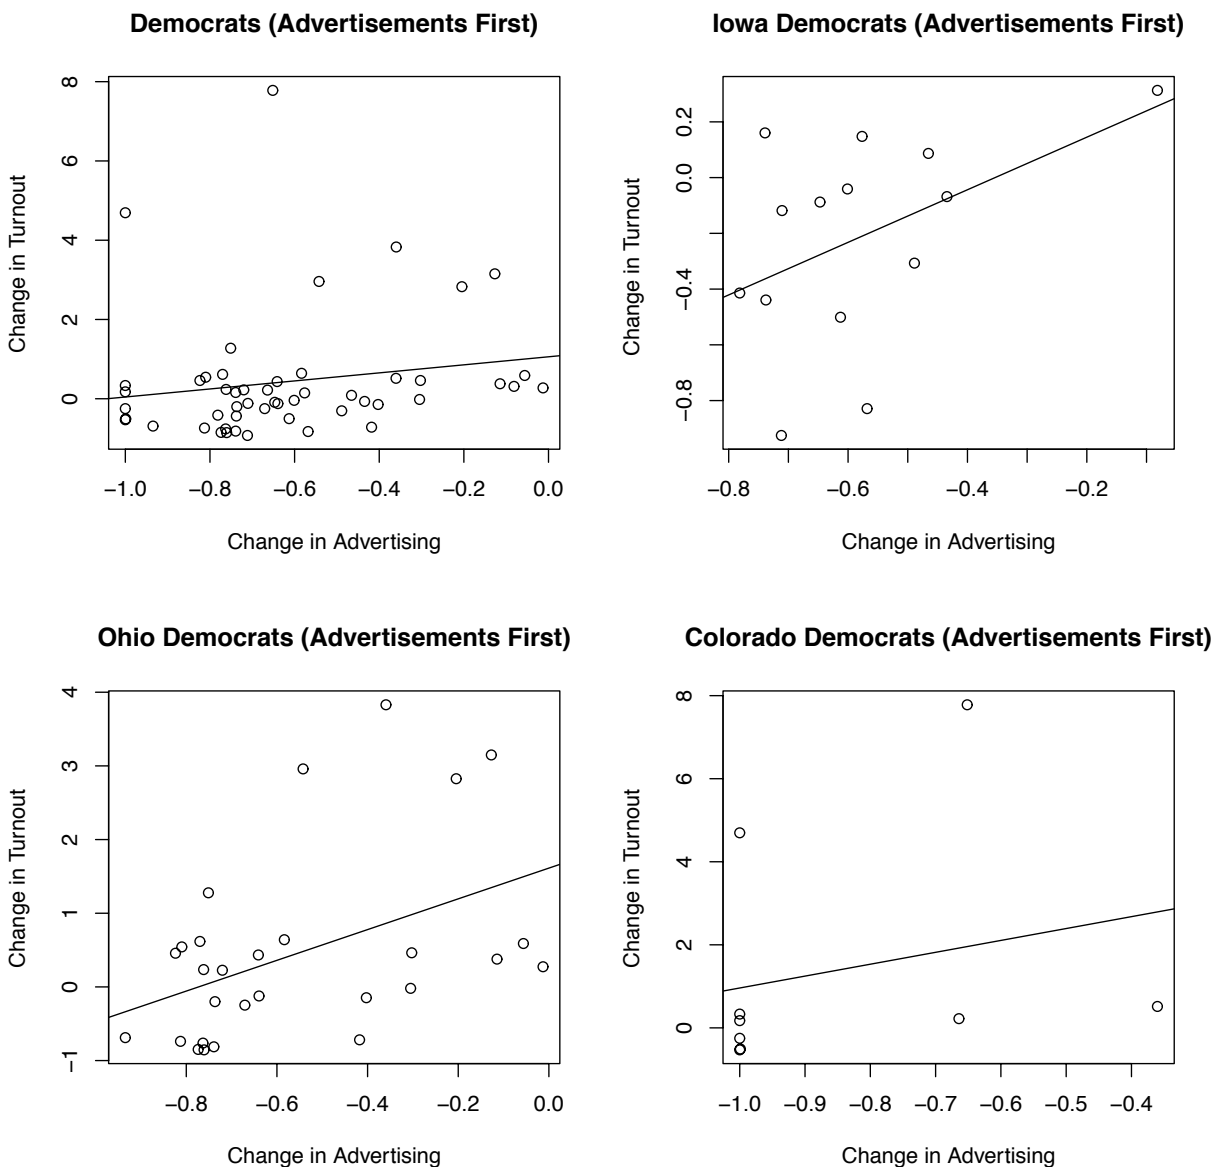 Democrats (Advertisements First)
Change in Turnout
8
6
4
2
0
−1.0 −0.8 −0.6 −0.4 −0.2 0.0
Change in Advertising
Iowa Democrats (Advertisements First)
Change in Turnout
0.2
0.0
−0.4
−0.8
−0.8 −0.6 −0.4 −0.2
Change in Advertising
Ohio Democrats (Advertisements First)
Change in Turnout
4
3
2
1
0
−1
−0.8 −0.6 −0.4 −0.2 0.0
Change in Advertising
Colorado Democrats (Advertisements First)
Change in Turnout
8
6
4
2
0
−1.0 −0.9 −0.8 −0.7 −0.6 −0.5 −0.4
Change in Advertising